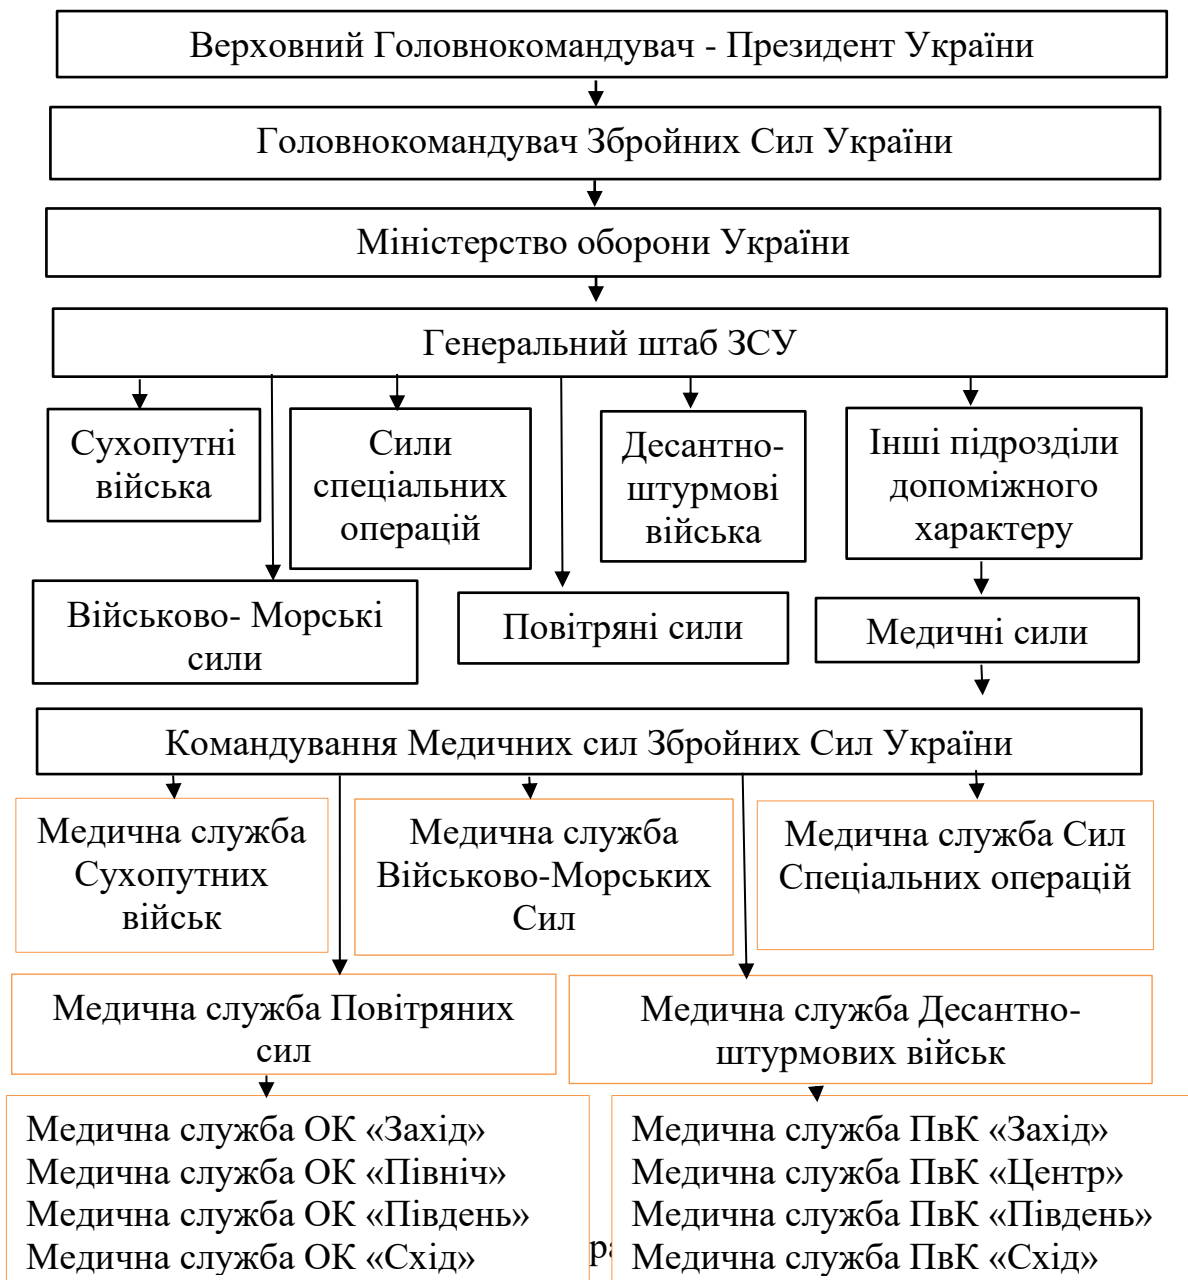 Верховний Головнокомандувач - Президент України
Головнокомандувач Збройних Сил України
Міністерство оборони України
Генеральний штаб ЗСУ
Сухопутні
війська
Сили
спеціальних
операцій
Десантно-
штурмові
війська
Інші підрозділи
допоміжного
характеру
Військово- Морські
сили
Повітряні сили
Медичні сили
Командування Медичних сил Збройних Сил України
Медична служба
Сухопутних
військ
Медична служба
Військово-Морських
Сил
Медична служба Сил
Спеціальних операцій
Медична служба Повітряних
сил
Медична служба Десантно-
штурмових військ
Медична служба ОК «Захід»
Медична служба ОК «Північ»
Медична служба ОК «Південь»
Медична служба ОК «Схід»
Медична служба ПвК «Захід»
Медична служба ПвК «Центр»
Медична служба ПвК «Південь»
Медична служба ПвК «Схід»